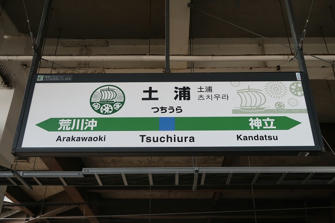 土浦
土浦
츠치우라
つちうら
荒川沖
神立
Arakawaoki
Tsuchiura
Kandatsu